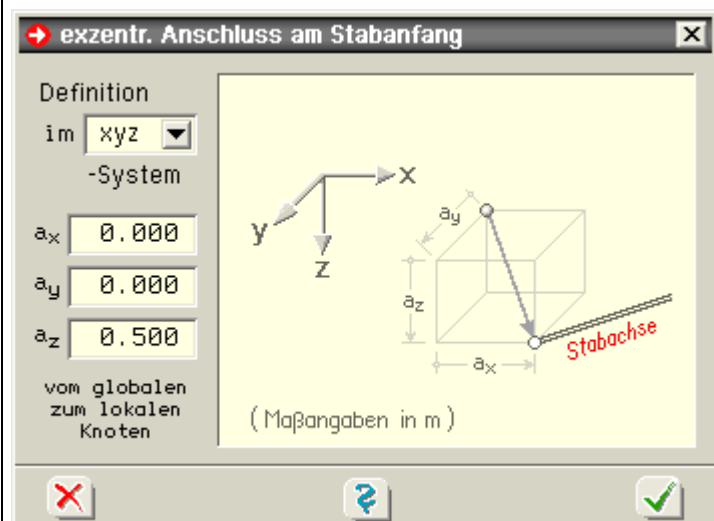 exzentr. Anschluss am Stabanfang
Definition
im xyz
-System
ax 0.000
ay 0.000
az 0.500
vom globalen
zum lokalen
Knoten
x
y
z
ay
az
ax
Stabachse
(Maßangaben in m)